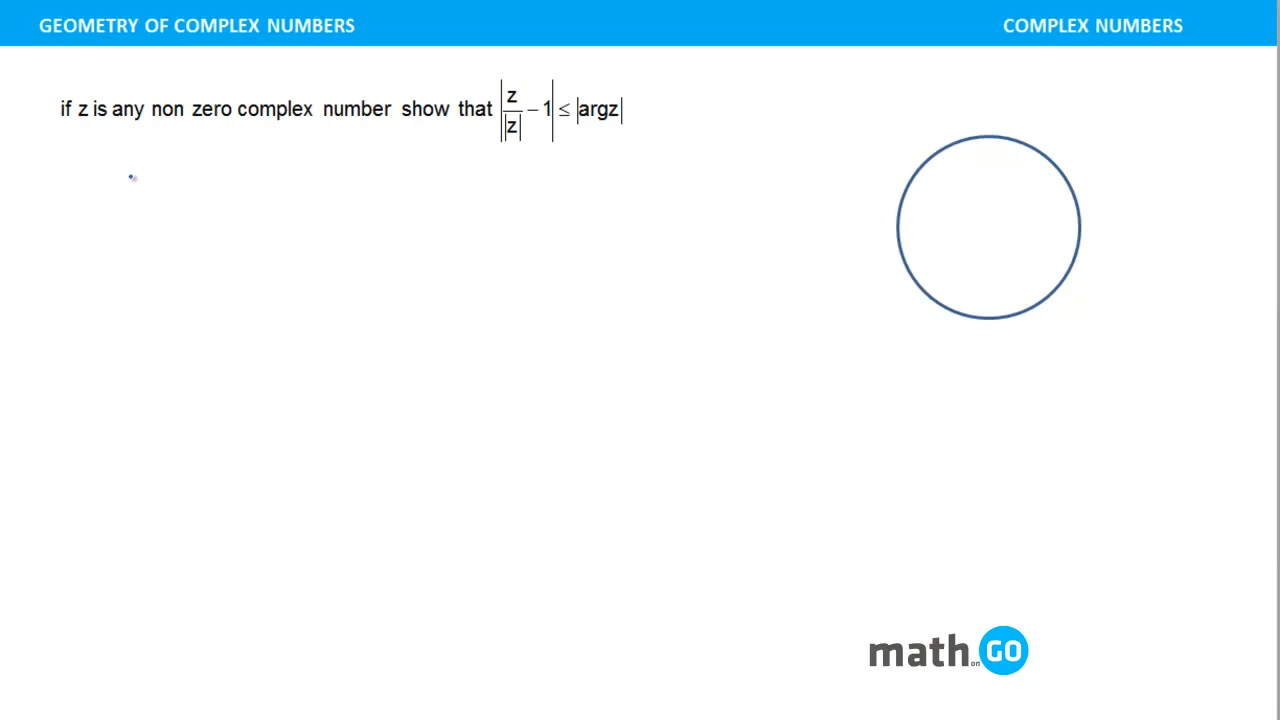 GEOMETRY OF COMPLEX NUMBERS
COMPLEX NUMBERS
if z is any non zero complex number show that |z/|z| − 1| ≤ |argz|
math on GO